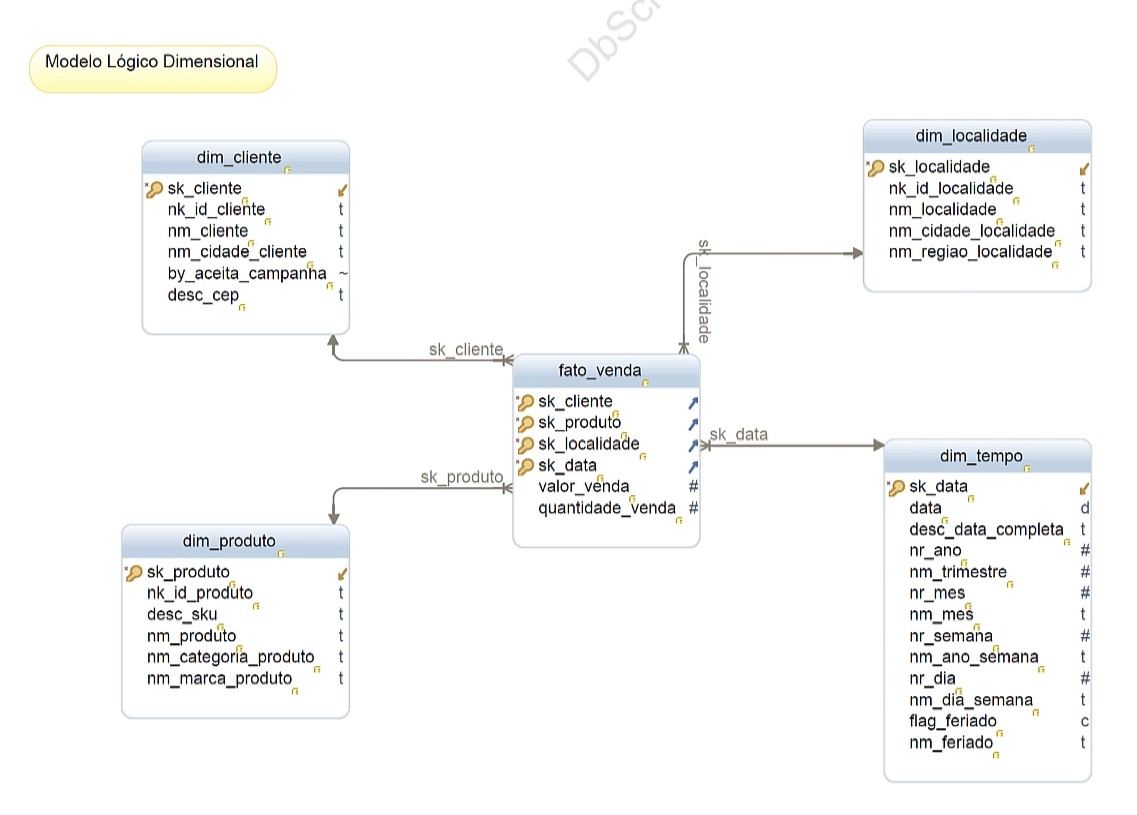 DbSc
Modelo Lógico Dimensional
dim_cliente
sk_cliente
nk_id_cliente t
nm_cliente t
nm_cidade_cliente t
by_aceita_campanha ~
desc_cep t
dim_localidade
sk_localidade
nk_id_localidade t
nm_localidade t
nm_cidade_localidade t
nm_regiao_localidade t
sk_localidade
sk_cliente
fato_venda
sk_cliente
sk_produto
sk_localidade
sk_data
valor_venda #
quantidade_venda #
sk_data
sk_produto
dim_produto
sk_produto
nk_id_produto t
desc_sku t
nm_produto t
nm_categoria_produto t
nm_marca_produto t
dim_tempo
sk_data
data d
desc_data_completa t
nr_ano #
nm_trimestre #
nr_mes #
nm_mes t
nr_semana #
nm_ano_semana t
nr_dia #
nm_dia_semana t
flag_feriado c
nm_feriado t